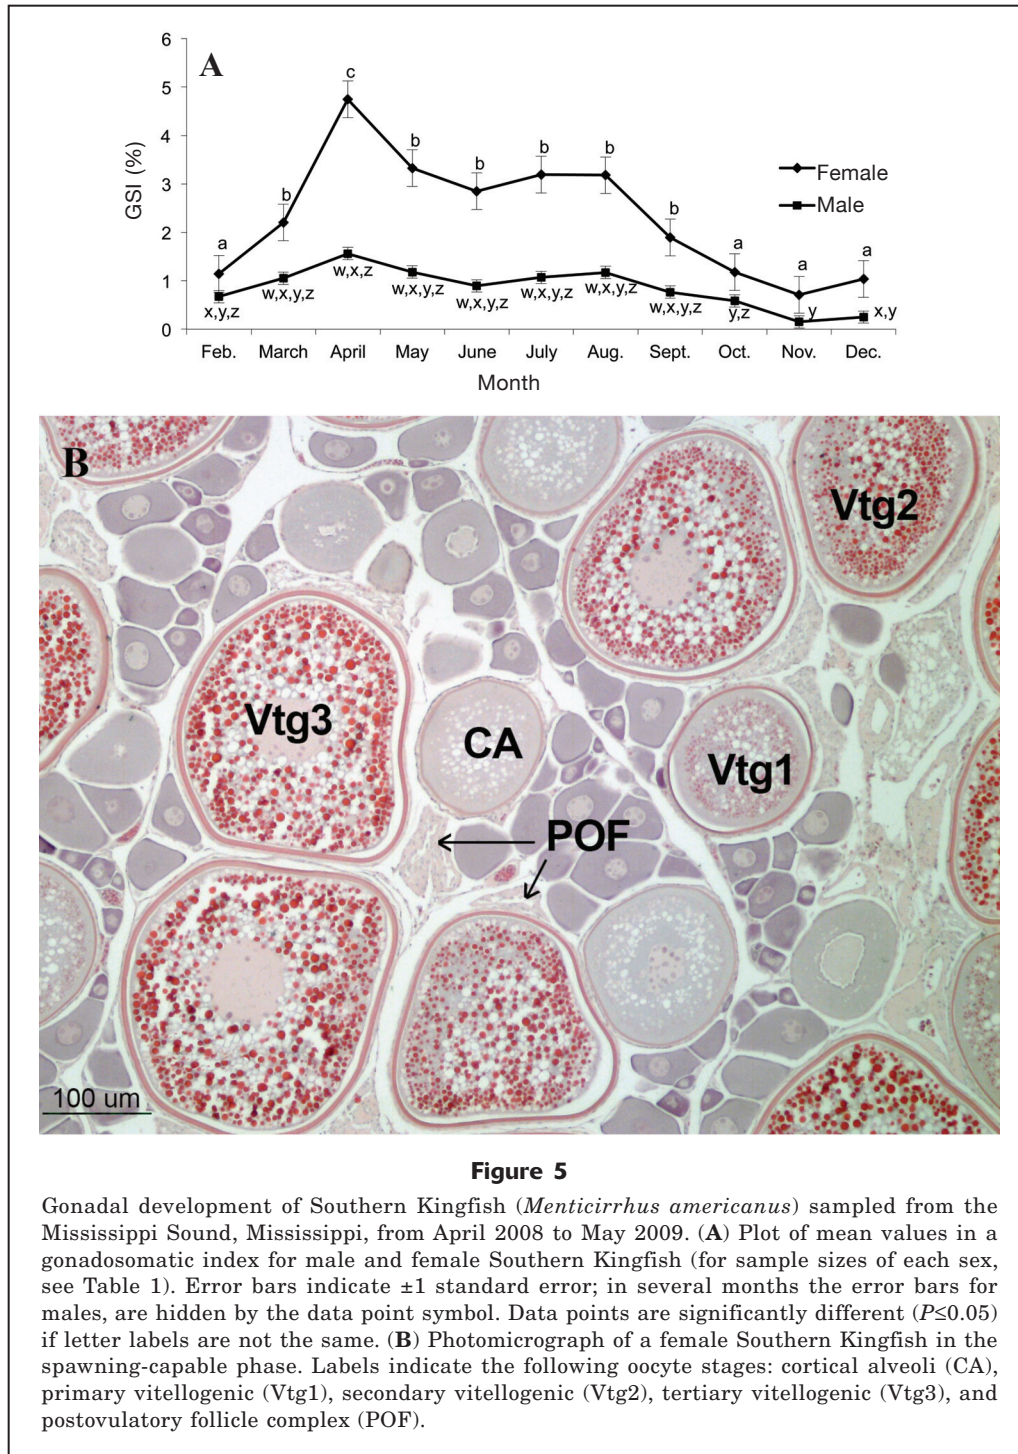 A
6
5
4
3
2
1
0
GSI (%)
c
b
b
b
b
b
b
a
a
a
a
x,y,z
w,x,y,z
w,x,z
w,x,y,z
w,x,y,z
w,x,y,z
w,x,y,z
w,x,y,z
y,z
y
x,y
Female
Male
Feb. March April May June July Aug. Sept. Oct. Nov. Dec.
Month
B
Vtg2
Vtg3
CA
Vtg1
POF
100 um
Figure 5
Gonadal development of Southern Kingfish (Menticirrhus americanus) sampled from the
Mississippi Sound, Mississippi, from April 2008 to May 2009. (A) Plot of mean values in a
gonadosomatic index for male and female Southern Kingfish (for sample sizes of each sex,
see Table 1). Error bars indicate ±1 standard error; in several months the error bars for
males, are hidden by the data point symbol. Data points are significantly different (P≤0.05)
if letter labels are not the same. (B) Photomicrograph of a female Southern Kingfish in the
spawning-capable phase. Labels indicate the following oocyte stages: cortical alveoli (CA),
primary vitellogenic (Vtg1), secondary vitellogenic (Vtg2), tertiary vitellogenic (Vtg3), and
postovulatory follicle complex (POF).